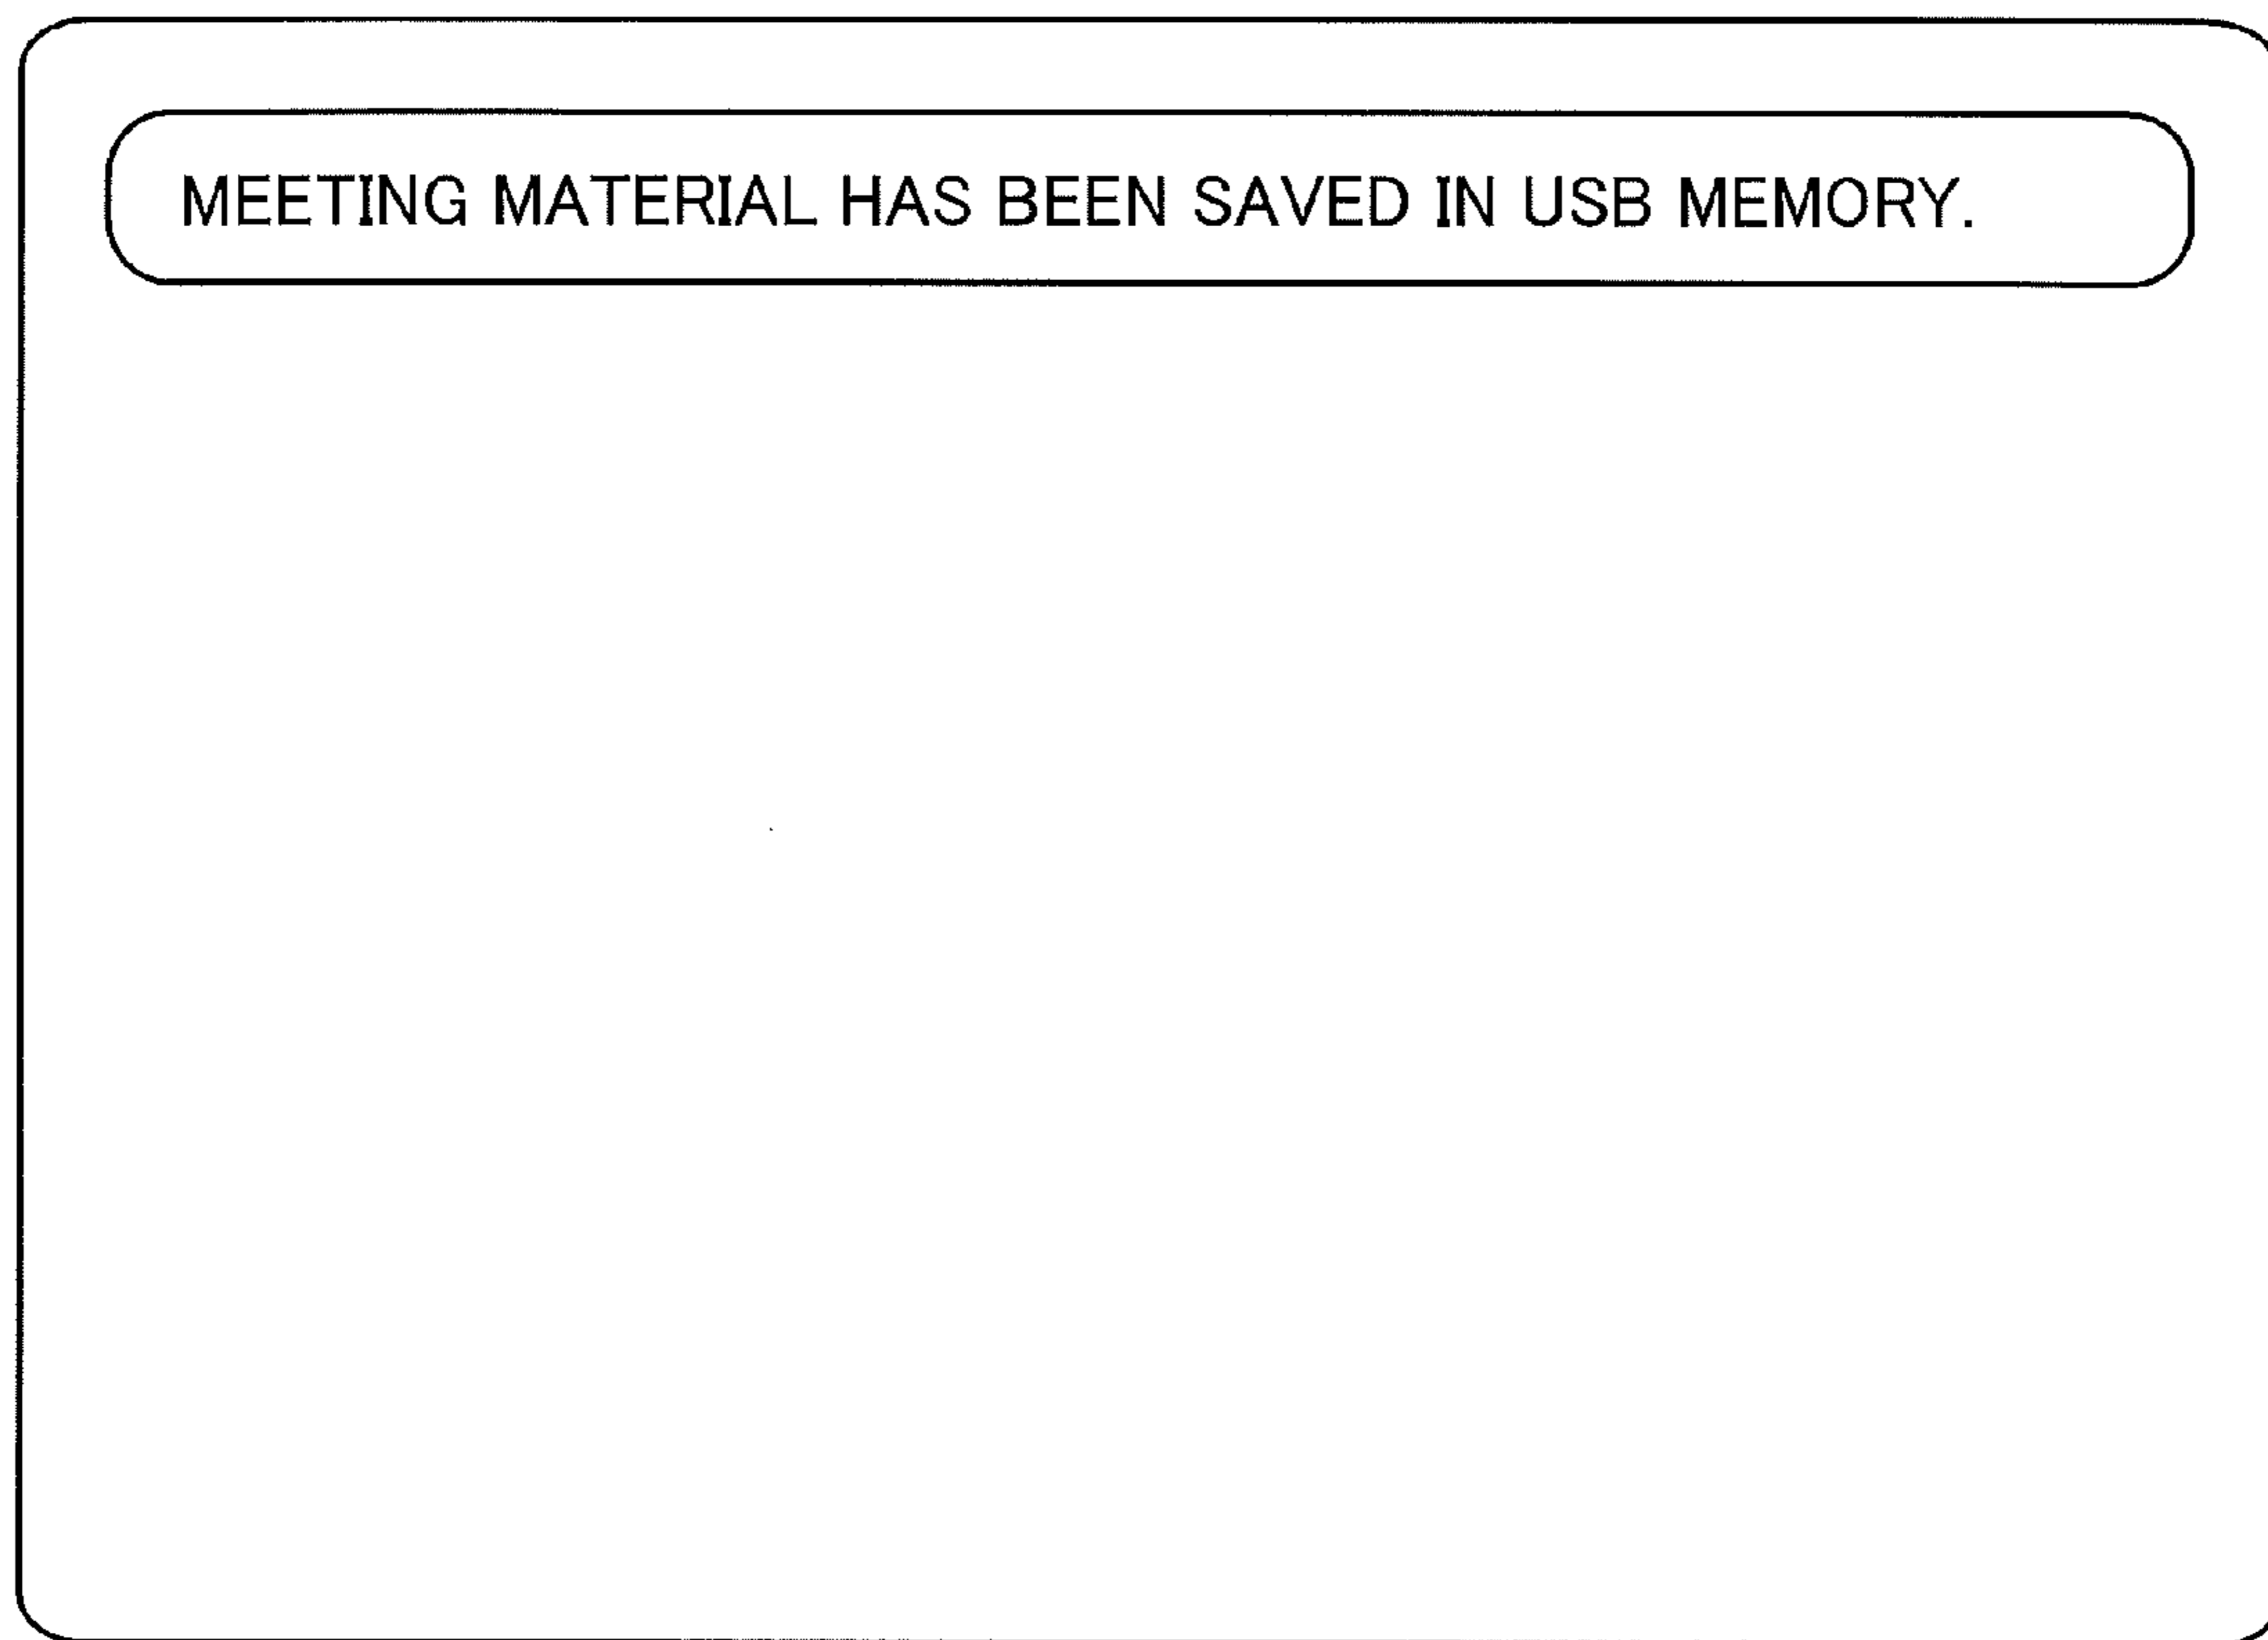 MEETING MATERIAL HAS BEEN SAVED IN USB MEMORY.